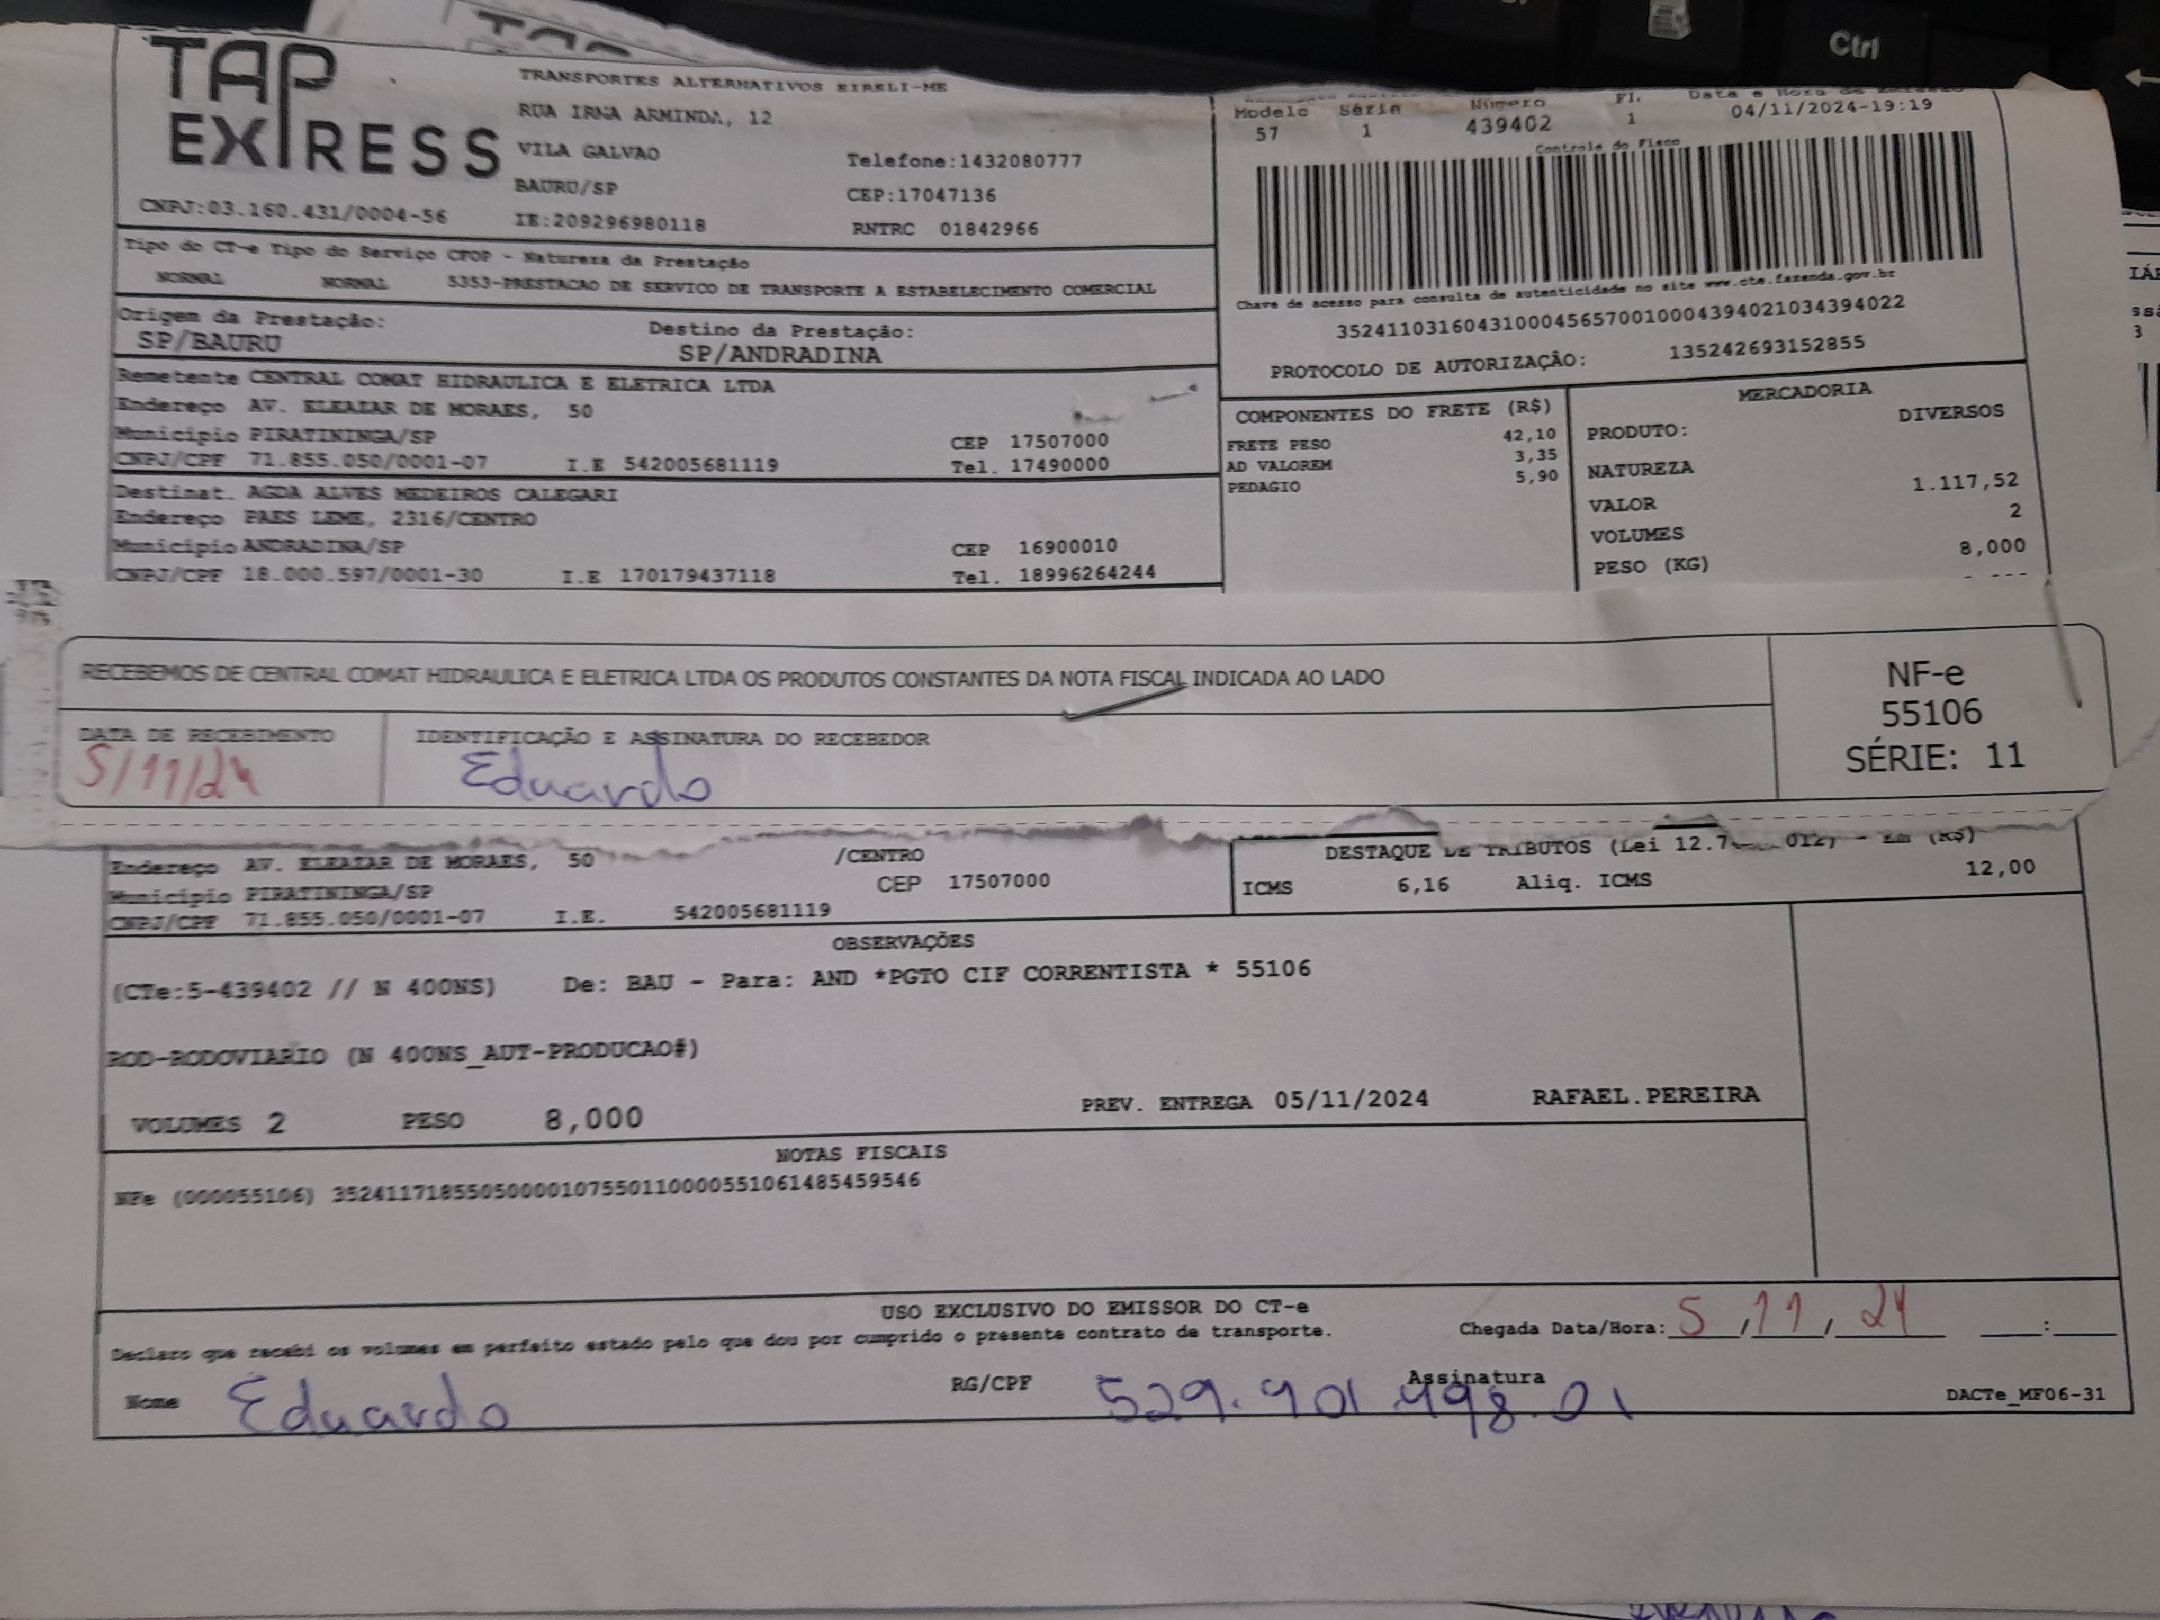 TAP
EXPRESS
TRANSPORTES ALTERNATIVOS EIRELI-ME
RUA IRMA ARMINDA, 12
VILA GALVAO Telefone:1432080777
BAURU/SP CEP:17047136
CNPJ:03.160.431/0004-56 IE:209296980118 RNTRC 01842966
Modelo Série Número Fl. Data e Hora de Emissão
57 1 439402 1 04/11/2024-19:19
Controle do Fisco
Chave de acesso para consulta de autenticidade no site www.cte.fazenda.gov.br
35241103160431000456570010004394021034394022
PROTOCOLO DE AUTORIZAÇÃO: 135242693152855
Tipo do CT-e Tipo do Serviço CFOP - Natureza da Prestação
NORMAL NORMAL 5353-PRESTACAO DE SERVICO DE TRANSPORTE A ESTABELECIMENTO COMERCIAL
Origem da Prestação: Destino da Prestação:
SP/BAURU SP/ANDRADINA
Remetente CENTRAL COMAT HIDRAULICA E ELETRICA LTDA
Endereço AV. ELEAZAR DE MORAES, 50
Município PIRATININGA/SP CEP 17507000
CNPJ/CPF 71.855.050/0001-07 I.E 542005681119 Tel. 17490000
Destinat. AGDA ALVES MEDEIROS CALEGARI
Endereço PAES LEME, 2316/CENTRO
Município ANDRADINA/SP CEP 16900010
CNPJ/CPF 18.000.597/0001-30 I.E 170179437118 Tel. 18996264244
COMPONENTES DO FRETE (R$)
FRETE PESO 42,10
AD VALOREM 3,35
PEDAGIO 5,90
MERCADORIA
PRODUTO: DIVERSOS
NATUREZA
VALOR 1.117,52
VOLUMES 2
PESO (KG) 8,000
RECEBEMOS DE CENTRAL COMAT HIDRAULICA E ELETRICA LTDA OS PRODUTOS CONSTANTES DA NOTA FISCAL INDICADA AO LADO
DATA DE RECEBIMENTO IDENTIFICAÇÃO E ASSINATURA DO RECEBEDOR
5/11/24 Eduardo
NF-e
55106
SÉRIE: 11
Endereço AV. ELEAZAR DE MORAES, 50 /CENTRO
Município PIRATININGA/SP CEP 17507000
CNPJ/CPF 71.855.050/0001-07 I.E. 542005681119
DESTAQUE DE TRIBUTOS (Lei 12.7 012) - Em (R$)
ICMS 6,16 Aliq. ICMS 12,00
OBSERVAÇÕES
(CTe:5-439402 // N 400NS) De: BAU - Para: AND *PGTO CIF CORRENTISTA * 55106
ROD-RODOVIARIO (N 400NS_AUT-PRODUCAO#)
VOLUMES 2 PESO 8,000 PREV. ENTREGA 05/11/2024 RAFAEL.PEREIRA
NOTAS FISCAIS
NFe (000055106) 35241171855050000107550110000551061485459546
USO EXCLUSIVO DO EMISSOR DO CT-e
Declaro que recebi os volumes em perfeito estado pelo que dou por cumprido o presente contrato de transporte. Chegada Data/Hora: 5 / 11 / 24 :
Nome Eduardo RG/CPF 529.901 498.01 Assinatura DACTe_MF06-31
Ctrl